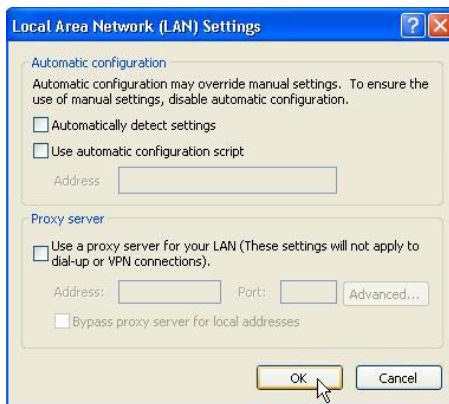 Local Area Network (LAN) Settings
Automatic configuration
Automatic configuration may override manual settings. To ensure the
use of manual settings, disable automatic configuration.
Automatically detect settings
Use automatic configuration script
Address
Proxy server
Use a proxy server for your LAN (These settings will not apply to
dial-up or VPN connections).
Address:
Port:
Advanced...
Bypass proxy server for local addresses
OK
Cancel